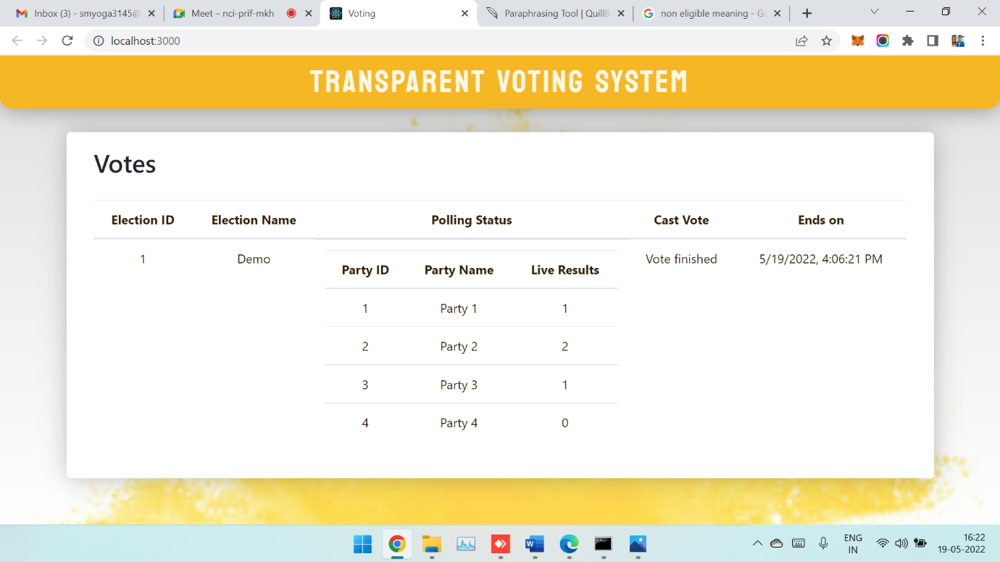 Inbox (3) - smyoga3145@
Meet – nci-prif-mkh
Voting
Paraphrasing Tool | QuillB
non eligible meaning - Go
localhost:3000
TRANSPARENT VOTING SYSTEM
Votes
Election ID Election Name Polling Status Cast Vote Ends on
1 Demo Vote finished 5/19/2022, 4:06:21 PM
Party ID Party Name Live Results
1 Party 1 1
2 Party 2 2
3 Party 3 1
4 Party 4 0
ENG 16:22
IN 19-05-2022